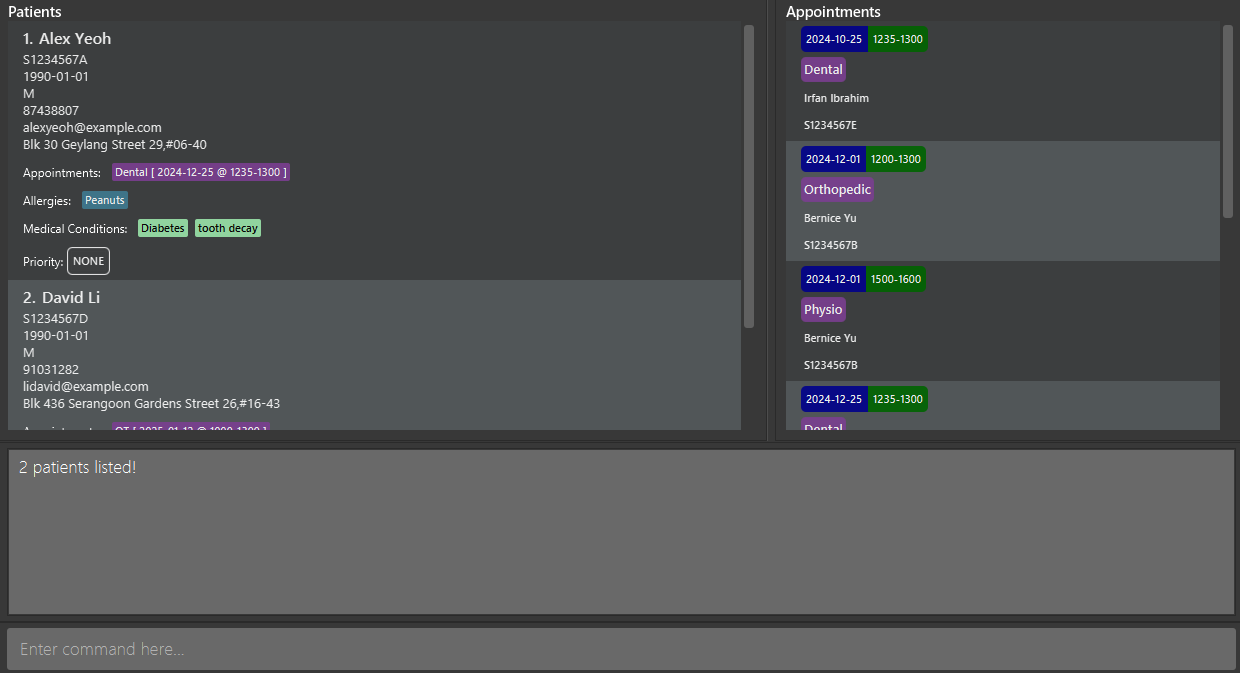 Patients
1. Alex Yeoh
S1234567A
1990-01-01
M
87438807
alexyeoh@example.com
Blk 30 Geylang Street 29,#06-40
Appointments: Dental [ 2024-12-25 @ 1235-1300 ]
Allergies: Peanuts
Medical Conditions: Diabetes tooth decay
Priority: NONE
2. David Li
S1234567D
1990-01-01
M
91031282
lidavid@example.com
Blk 436 Serangoon Gardens Street 26,#16-43
Appointments
2024-10-25 1235-1300
Dental
Irfan Ibrahim
S1234567E
2024-12-01 1200-1300
Orthopedic
Bernice Yu
S1234567B
2024-12-01 1500-1600
Physio
Bernice Yu
S1234567B
2024-12-25 1235-1300
Dental
2 patients listed!
Enter command here...